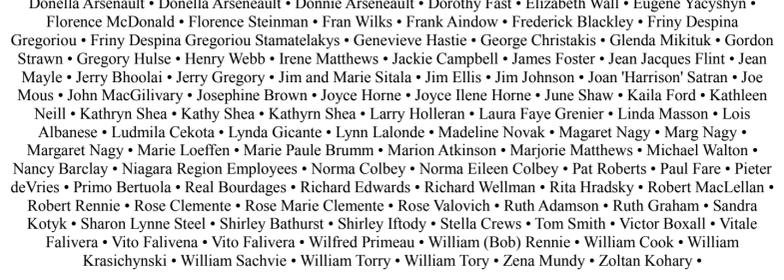 Donella Arsenault • Donella Arseneault • Donnie Arseneault • Dorothy Fast • Elizabeth Wall • Eugene Yacyshyn •
Florence McDonald • Florence Steinman • Fran Wilks • Frank Aindow • Frederick Blackley • Friny Despina
Gregoriou • Friny Despina Gregoriou Stamatelakys • Genevieve Hastie • George Christakis • Glenda Mikituk • Gordon
Strawn • Gregory Hulse • Henry Webb • Irene Matthews • Jackie Campbell • James Foster • Jean Jacques Flint • Jean
Mayle • Jerry Bhoolai • Jerry Gregory • Jim and Marie Sitala • Jim Ellis • Jim Johnson • Joan 'Harrison' Satran • Joe
Mous • John MacGilivary • Josephine Brown • Joyce Horne • Joyce Ilene Horne • June Shaw • Kaila Ford • Kathleen
Neill • Kathryn Shea • Kathy Shea • Kathyrn Shea • Larry Holleran • Laura Faye Grenier • Linda Masson • Lois
Albanese • Ludmila Cekota • Lynda Gicante • Lynn Lalonde • Madeline Novak • Magaret Nagy • Marg Nagy •
Margaret Nagy • Marie Loeffen • Marie Paule Brumm • Marion Atkinson • Marjorie Matthews • Michael Walton •
Nancy Barclay • Niagara Region Employees • Norma Colbey • Norma Eileen Colbey • Pat Roberts • Paul Fare • Pieter
deVries • Primo Bertuola • Real Bourdages • Richard Edwards • Richard Wellman • Rita Hradsky • Robert MacLellan •
Robert Rennie • Rose Clemente • Rose Marie Clemente • Rose Valovich • Ruth Adamson • Ruth Graham • Sandra
Kotyk • Sharon Lynne Steel • Shirley Bathurst • Shirley Iftody • Stella Crews • Tom Smith • Victor Boxall • Vitale
Falivera • Vito Falivena • Vito Falivera • Wilfred Primeau • William (Bob) Rennie • William Cook • William
Krasichynski • William Sachvie • William Torry • William Tory • Zena Mundy • Zoltan Kohary •